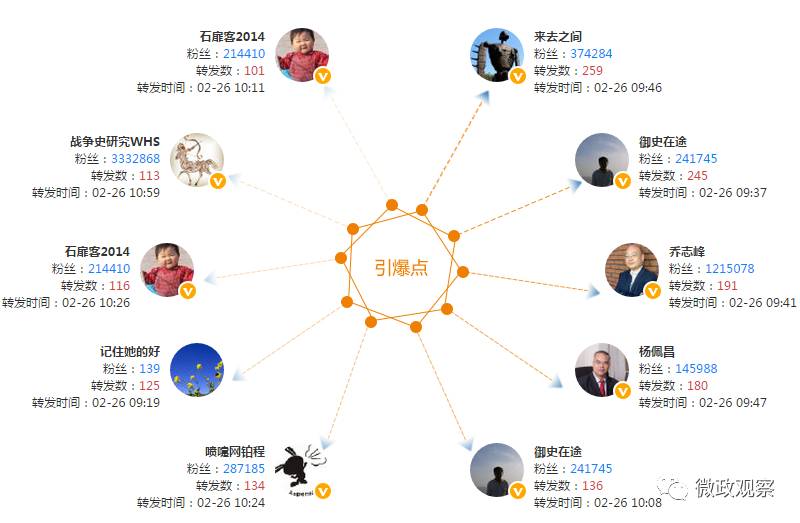 石扉客2014
粉丝：214410
转发数：101
转发时间：02-26 10:11
来去之间
粉丝：374284
转发数：259
转发时间：02-26 09:46
战争史研究WHS
粉丝：3332868
转发数：113
转发时间：02-26 10:59
御史在途
粉丝：241745
转发数：245
转发时间：02-26 09:37
石扉客2014
粉丝：214410
转发数：116
转发时间：02-26 10:26
引爆点
乔志峰
粉丝：1215078
转发数：191
转发时间：02-26 09:41
记住她的好
粉丝：139
转发数：125
转发时间：02-26 09:19
杨佩昌
粉丝：145988
转发数：180
转发时间：02-26 09:47
嘀嘘网铂程
粉丝：287185
转发数：134
转发时间：02-26 10:24
御史在途
粉丝：241745
转发数：136
转发时间：02-26 10:08
微政观察